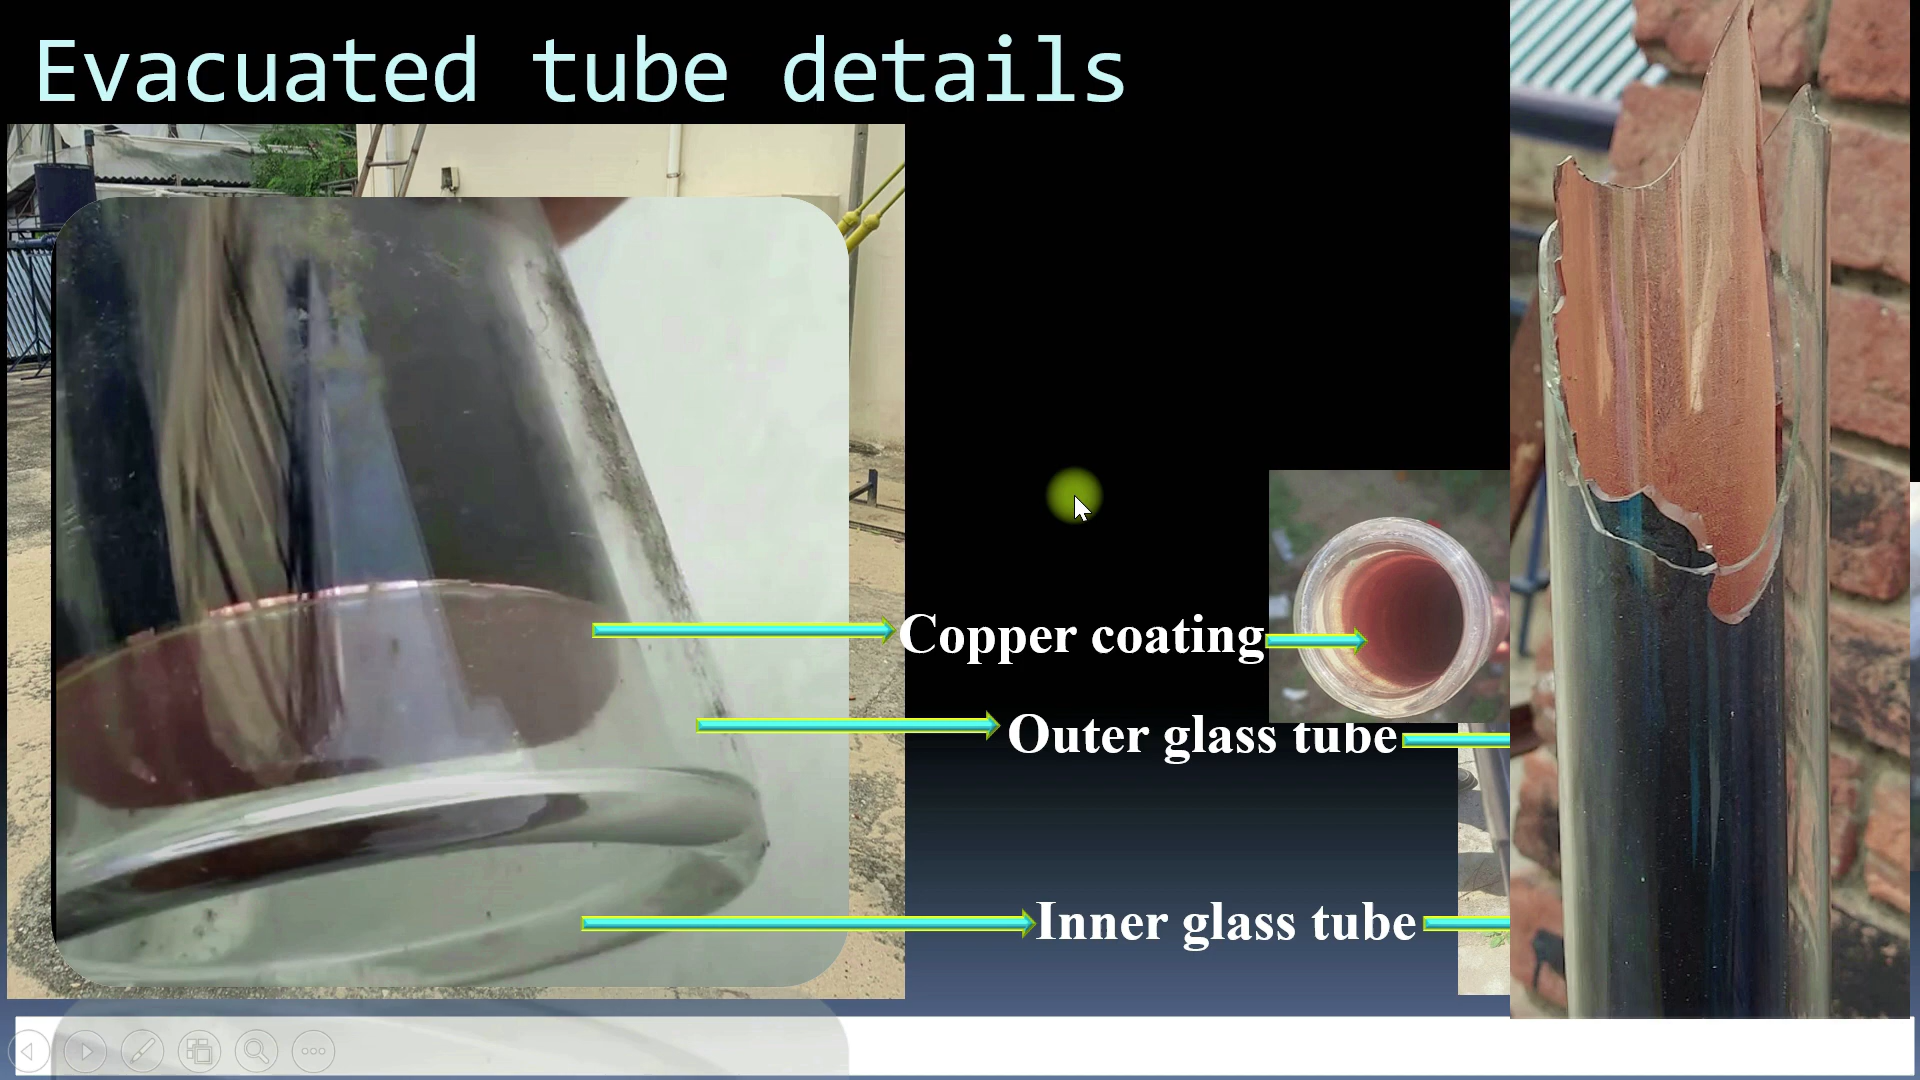 Evacuated tube details
Copper coating
Outer glass tube
Inner glass tube